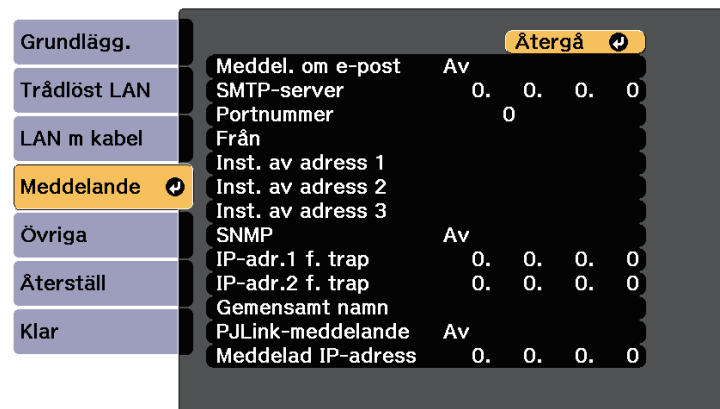 Grundlägg.
Trådlöst LAN
LAN m kabel
Meddelande
Övriga
Återställ
Klar
Återgå
Meddel. om e-post Av
SMTP-server 0. 0. 0. 0
Portnummer 0
Från
Inst. av adress 1
Inst. av adress 2
Inst. av adress 3
SNMP Av
IP-adr.1 f. trap 0. 0. 0. 0
IP-adr.2 f. trap 0. 0. 0. 0
Gemensamt namn
PJLink-meddelande Av
Meddelad IP-adress 0. 0. 0. 0